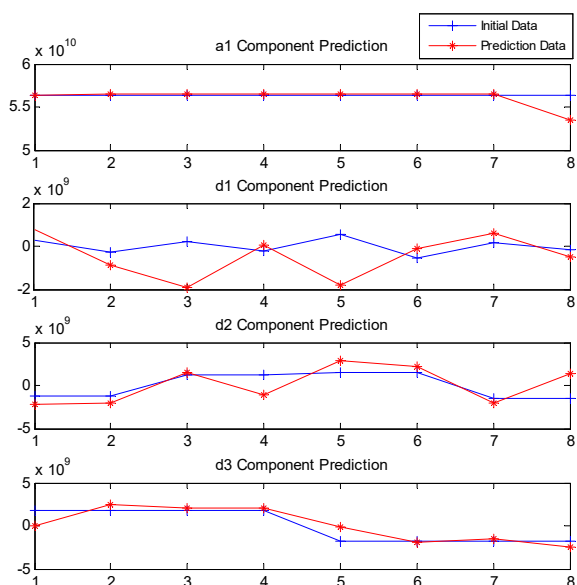 Initial Data
Prediction Data
x 10^10
a1 Component Prediction
6
5.5
5
1 2 3 4 5 6 7 8
x 10^9
d1 Component Prediction
2
0
-2
1 2 3 4 5 6 7 8
x 10^9
d2 Component Prediction
5
0
-5
1 2 3 4 5 6 7 8
x 10^9
d3 Component Prediction
5
0
-5
1 2 3 4 5 6 7 8